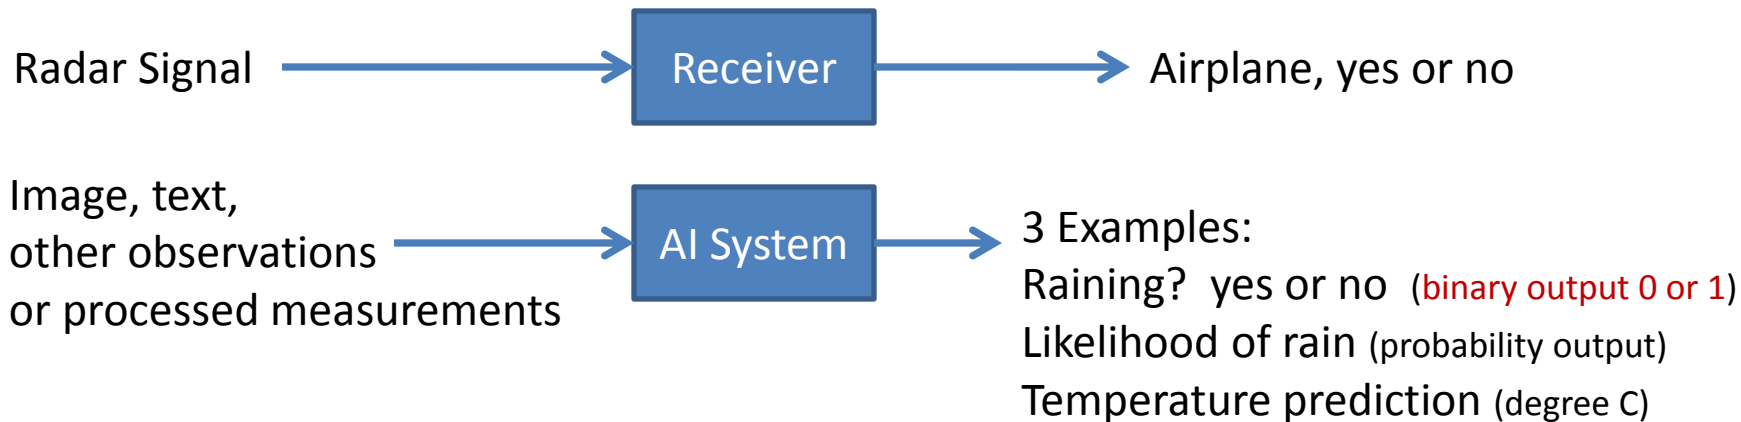 Radar Signal
Receiver
Airplane, yes or no
Image, text,
other observations
or processed measurements
AI System
3 Examples:
Raining?  yes or no  (binary output 0 or 1)
Likelihood of rain (probability output)
Temperature prediction (degree C)